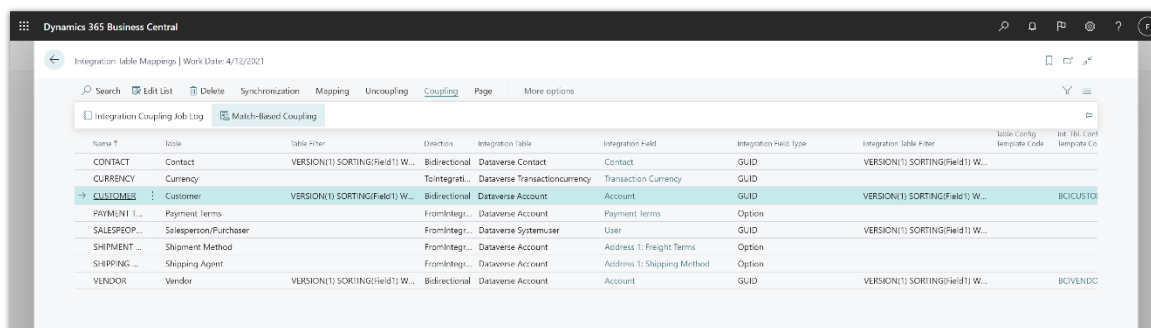 Dynamics 365 Business Central ? F
Integration Table Mappings | Work Date: 4/12/2021
Search Edit List Delete Synchronization Mapping Uncoupling Coupling Page More options
Integration Coupling Job Log Match-Based Coupling
Name ↑ Table Table Filter Direction Integration Table Integration Field Integration Field Type Integration Table Filter Table Config Template Code Int. Tbl. Conf Template Co
CONTACT Contact VERSION(1) SORTING(Field1) W... Bidirectional Dataverse Contact Contact GUID VERSION(1) SORTING(Field1) W...
CURRENCY Currency ToIntegrati... Dataverse Transactioncurrency Transaction Currency GUID
→ CUSTOMER Customer VERSION(1) SORTING(Field1) W... Bidirectional Dataverse Account Account GUID VERSION(1) SORTING(Field1) W... BCICUSTO
PAYMENT T... Payment Terms FromIntegr... Dataverse Account Payment Terms Option
SALESPEOP... Salesperson/Purchaser FromIntegr... Dataverse Systemuser User GUID VERSION(1) SORTING(Field1) W...
SHIPMENT ... Shipment Method FromIntegr... Dataverse Account Address 1: Freight Terms Option
SHIPPING ... Shipping Agent FromIntegr... Dataverse Account Address 1: Shipping Method Option
VENDOR Vendor VERSION(1) SORTING(Field1) W... Bidirectional Dataverse Account Account GUID VERSION(1) SORTING(Field1) W... BCIVENDO